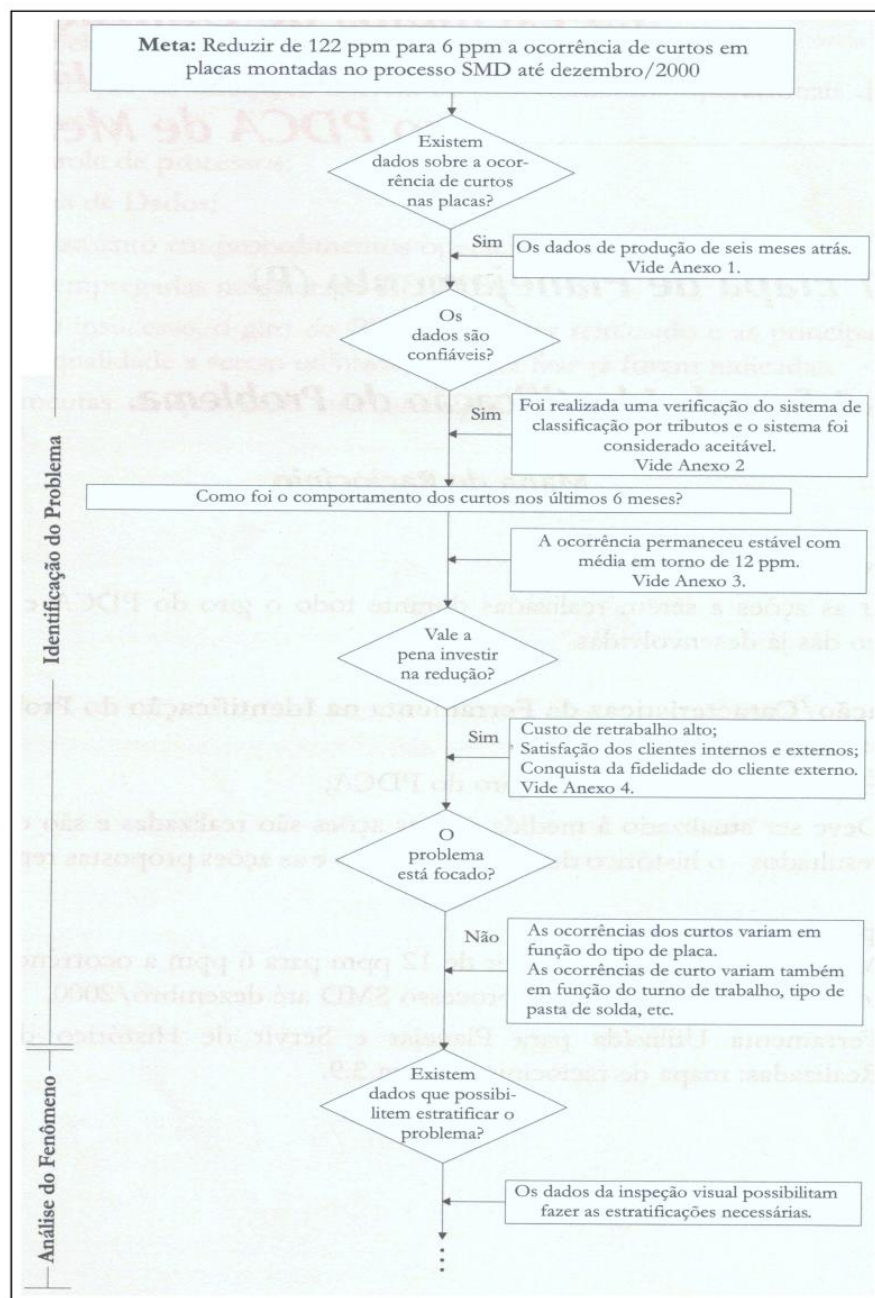 Meta: Reduzir de 122 ppm para 6 ppm a ocorrência de curtos em
placas montadas no processo SMD até dezembro/2000
Existem
dados sobre a ocor-
rência de curtos
nas placas?
Sim
Os dados de produção de seis meses atrás.
Vide Anexo 1.
Os
dados são
confiáveis?
Sim
Foi realizada uma verificação do sistema de
classificação por tributos e o sistema foi
considerado aceitável.
Vide Anexo 2
Como foi o comportamento dos curtos nos últimos 6 meses?
A ocorrência permaneceu estável com
média em torno de 12 ppm.
Vide Anexo 3.
Vale a
pena investir
na redução?
Sim
Custo de retrabalho alto;
Satisfação dos clientes internos e externos;
Conquista da fidelidade do cliente externo.
Vide Anexo 4.
O
problema
está focado?
Não
As ocorrências dos curtos variam em
função do tipo de placa.
As ocorrências de curto variam também
em função do turno de trabalho, tipo de
pasta de solda, etc.
Identificação do Problema
Existem
dados que possibi-
litem estratificar o
problema?
Os dados da inspeção visual possibilitam
fazer as estratificações necessárias.
Análise do Fenômeno